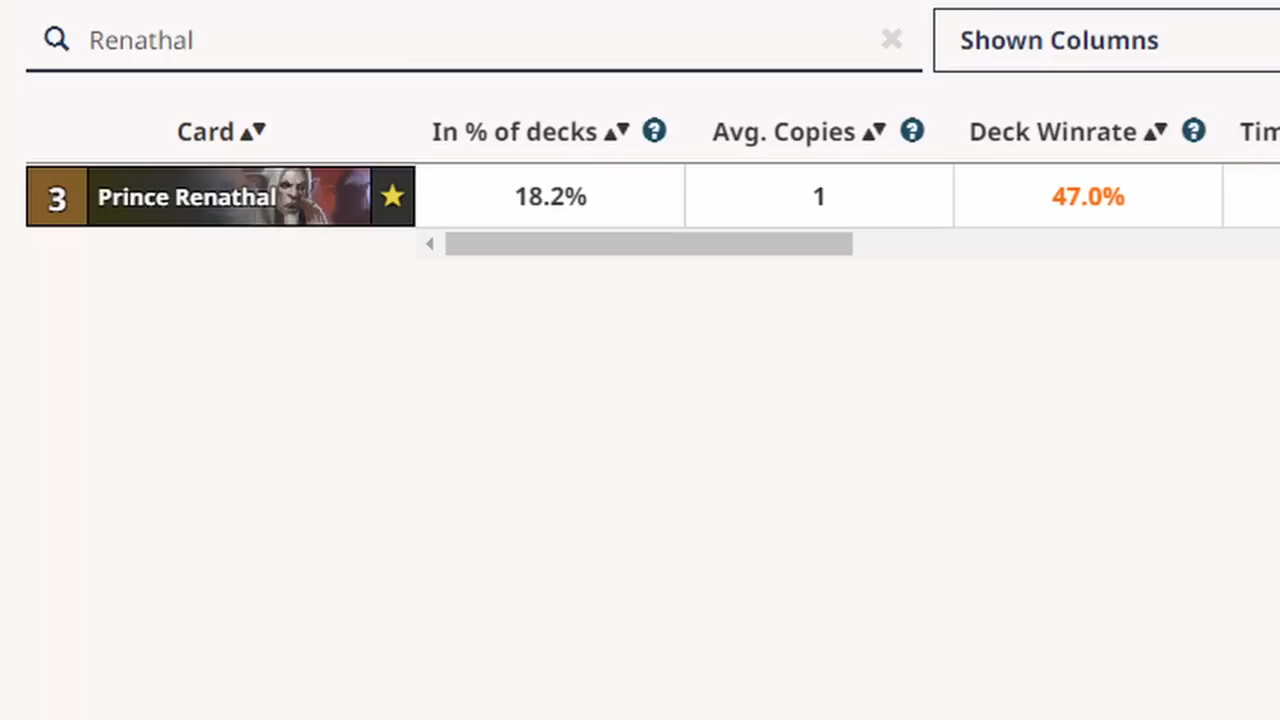 Renathal
Shown Columns
Card In % of decks Avg. Copies Deck Winrate Tim
3 Prince Renathal 18.2% 1 47.0%